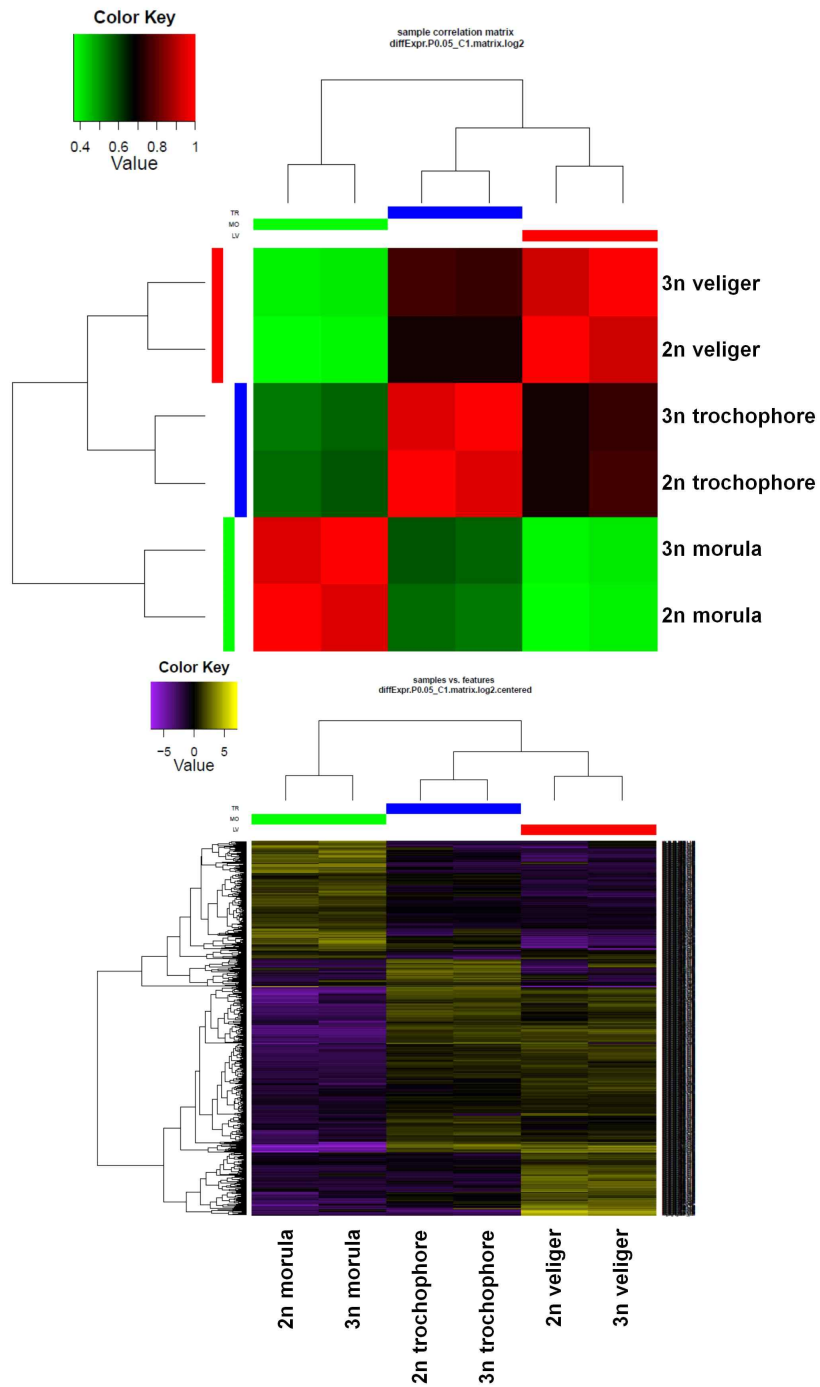 Color Key
sample correlation matrix
diffExpr.P0.05_C1.matrix.log2
0.4 0.6 0.8 1
Value
TR
MO
LV
3n veliger
2n veliger
3n trochophore
2n trochophore
3n morula
2n morula
Color Key
samples vs. features
diffExpr.P0.05_C1.matrix.log2.centered
−5 0 5
Value
TR
MO
LV
2n morula
3n morula
2n trochophore
3n trochophore
2n veliger
3n veliger